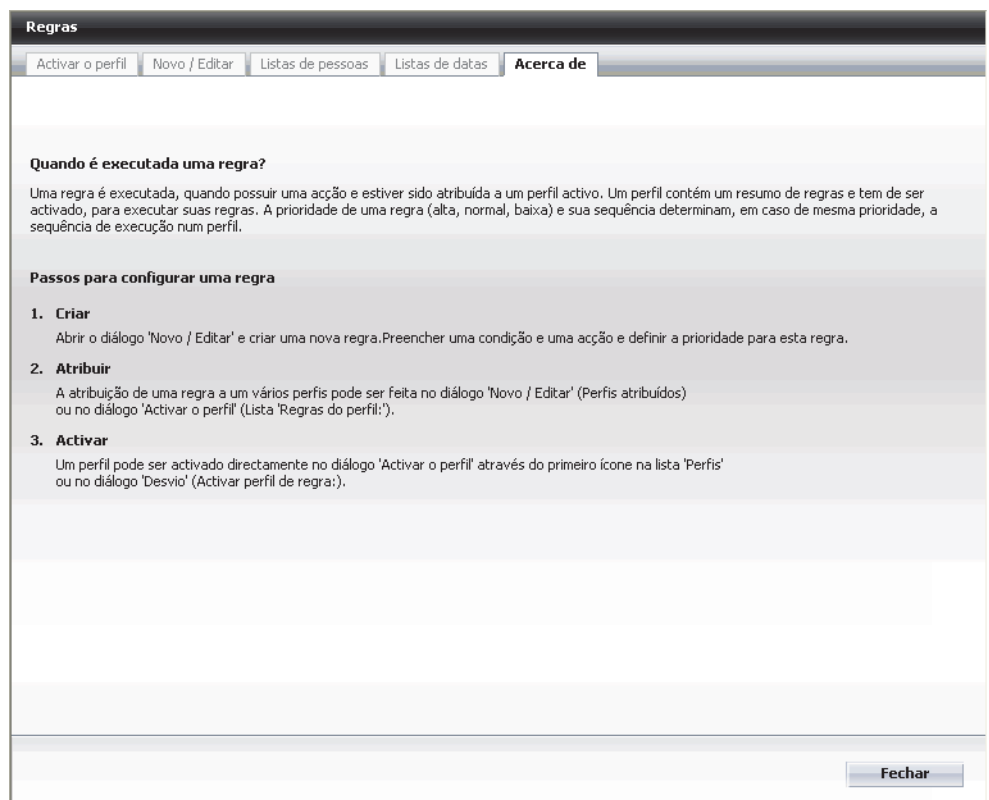 Regras
Activar o perfil Novo / Editar Listas de pessoas Listas de datas Acerca de
Quando é executada uma regra?
Uma regra é executada, quando possuir uma acção e estiver sido atribuída a um perfil activo. Um perfil contém um resumo de regras e tem de ser
activado, para executar suas regras. A prioridade de uma regra (alta, normal, baixa) e sua sequência determinam, em caso de mesma prioridade, a
sequência de execução num perfil.
Passos para configurar uma regra
1. Criar
Abrir o diálogo 'Novo / Editar' e criar uma nova regra.Preencher uma condição e uma acção e definir a prioridade para esta regra.
2. Atribuir
A atribuição de uma regra a um vários perfis pode ser feita no diálogo 'Novo / Editar' (Perfis atribuídos)
ou no diálogo 'Activar o perfil' (Lista 'Regras do perfil:').
3. Activar
Um perfil pode ser activado directamente no diálogo 'Activar o perfil' através do primeiro ícone na lista 'Perfis'
ou no diálogo 'Desvio' (Activar perfil de regra:).
Fechar